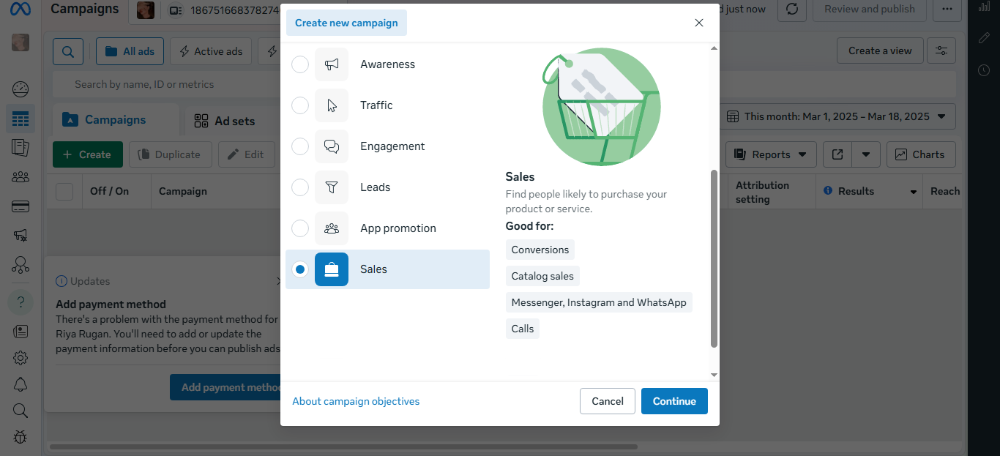 Campaigns
186751668378274
d just now
Review and publish
All ads
Active ads
Create a view
Search by name, ID or metrics
Campaigns
Ad sets
This month: Mar 1, 2025 – Mar 18, 2025
+ Create
Duplicate
Edit
Reports
Charts
Off / On
Campaign
Attribution
setting
Results
Reach
Updates
Add payment method
There's a problem with the payment method for
Riya Rugan. You'll need to add or update the
payment information before you can publish ads
Add payment method
Create new campaign
Awareness
Traffic
Engagement
Leads
App promotion
Sales
Sales
Find people likely to purchase your
product or service.
Good for:
Conversions
Catalog sales
Messenger, Instagram and WhatsApp
Calls
About campaign objectives
Cancel
Continue